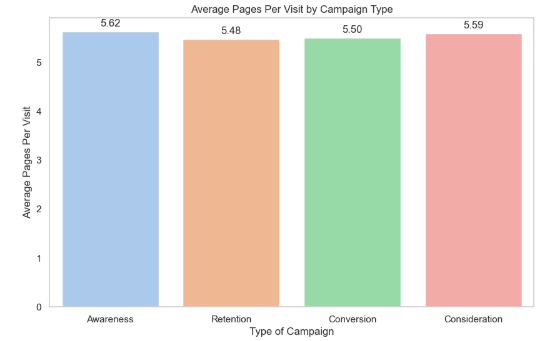 Average Pages Per Visit by Campaign Type
5.62
5.48
5.50
5.59
Average Pages Per Visit
5
4
3
2
1
0
Awareness
Retention
Conversion
Consideration
Type of Campaign